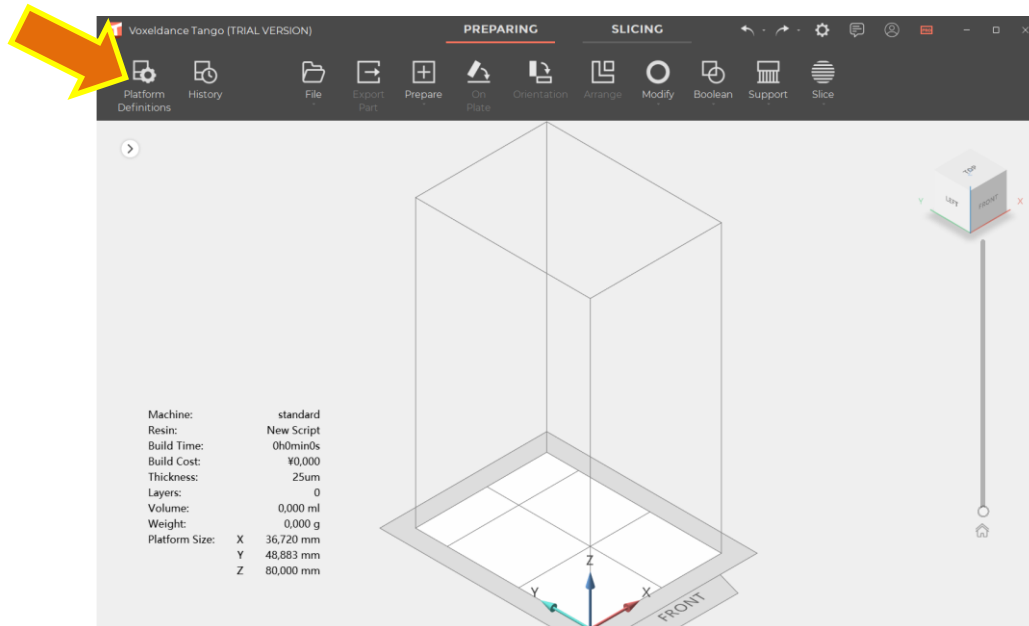 Voxeldance Tango (TRIAL VERSION)
PREPARING
SLICING
Platform
Definitions
History
File
Export
Part
Prepare
On
Plate
Orientation
Arrange
Modify
Boolean
Support
Slice
TOP
LEFT
FRONT
Y
X
Machine: standard
Resin: New Script
Build Time: 0h0min0s
Build Cost: ¥0,000
Thickness: 25um
Layers: 0
Volume: 0,000 ml
Weight: 0,000 g
Platform Size: X 36,720 mm
Y 48,883 mm
Z 80,000 mm
Z
Y
X
FRONT